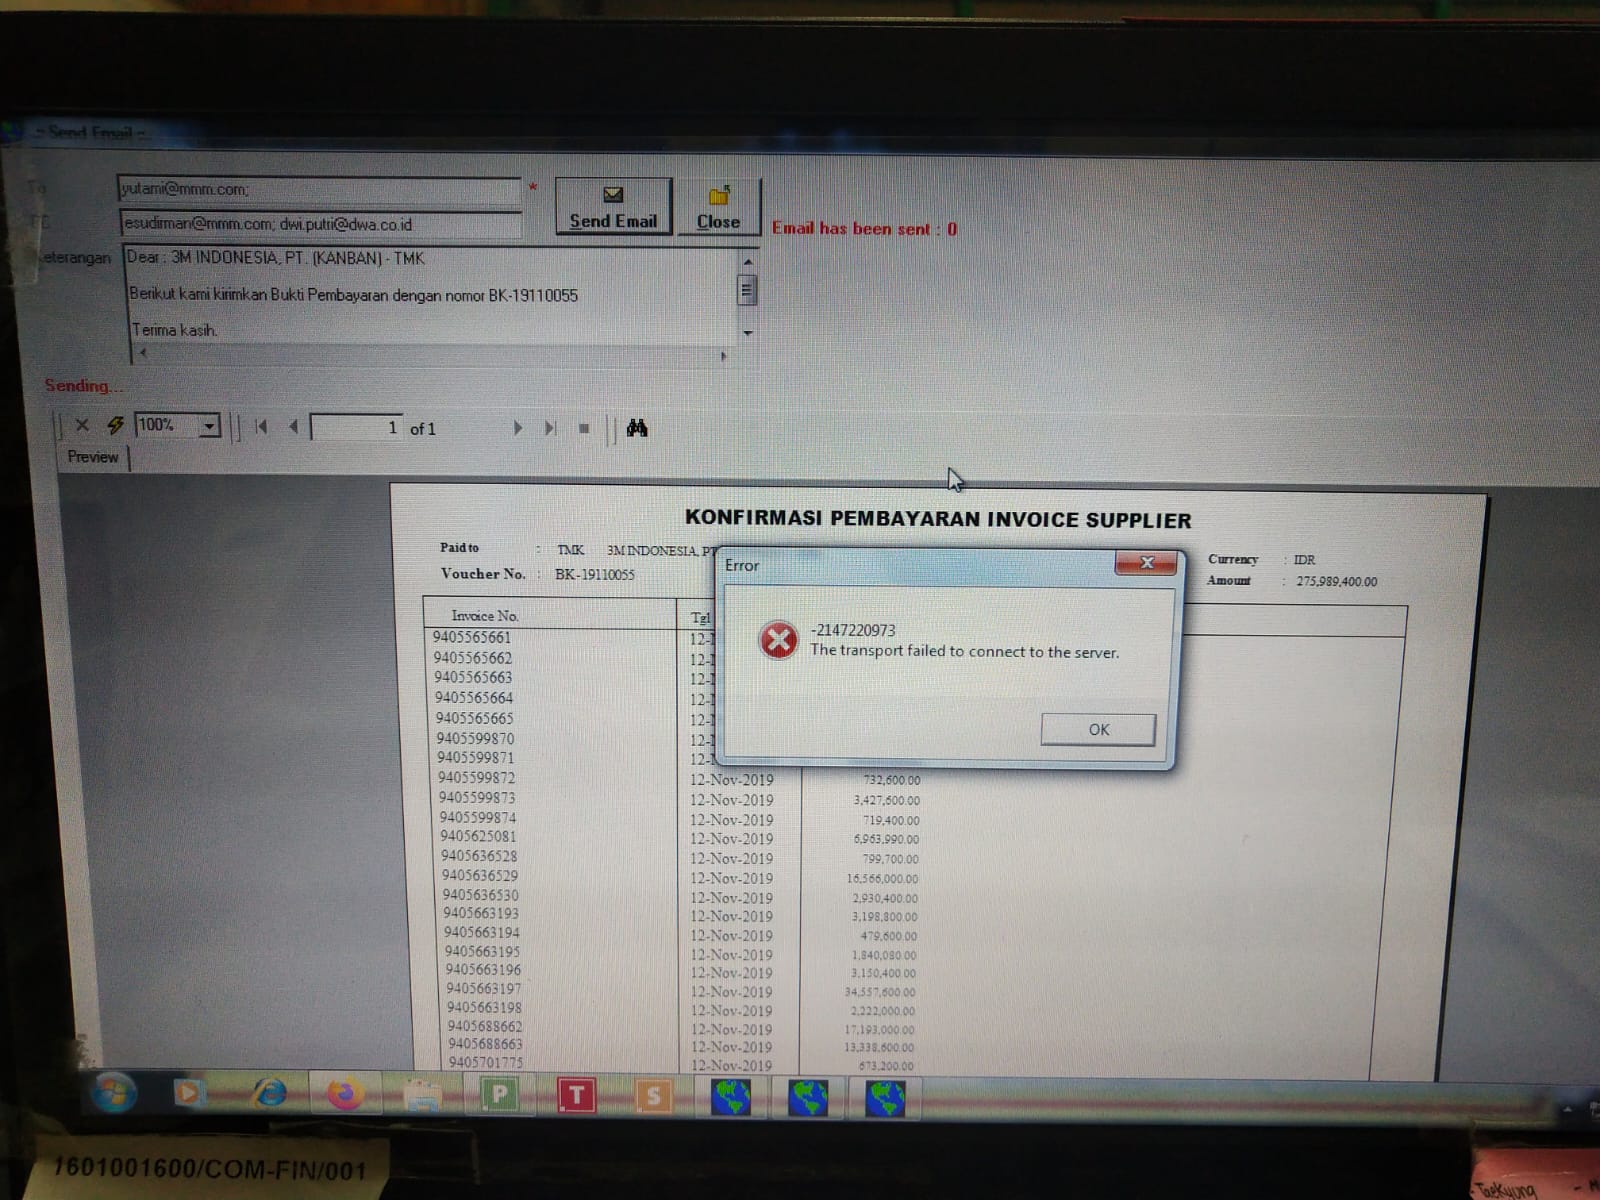 :: Send Email ::
To
yutami@mmm.com;
*
Send Email
Close
esudirman@mmm.com; dwi.putri@dwa.co.id
Email has been sent : 0
Keterangan
Dear : 3M INDONESIA, PT. (KANBAN) - TMK
Berikut kami kirimkan Bukti Pembayaran dengan nomor BK-19110055
Terima kasih.
Sending...
100%
1 of 1
Preview
KONFIRMASI PEMBAYARAN INVOICE SUPPLIER
Paid to : TMK 3M INDONESIA, PT
Currency : IDR
Voucher No. : BK-19110055
Amount : 275,989,400.00
Error
-2147220973
The transport failed to connect to the server.
OK
Invoice No. Tgl
9405565661 12-
9405565662 12-
9405565663 12-
9405565664 12-
9405565665 12-
9405599870 12-
9405599871 12-
9405599872 12-Nov-2019 732,600.00
9405599873 12-Nov-2019 3,427,600.00
9405599874 12-Nov-2019 719,400.00
9405625081 12-Nov-2019 6,963,990.00
9405636528 12-Nov-2019 799,700.00
9405636529 12-Nov-2019 16,566,000.00
9405636530 12-Nov-2019 2,930,400.00
9405663193 12-Nov-2019 3,198,800.00
9405663194 12-Nov-2019 479,600.00
9405663195 12-Nov-2019 1,840,080.00
9405663196 12-Nov-2019 3,150,400.00
9405663197 12-Nov-2019 34,557,600.00
9405663198 12-Nov-2019 2,222,000.00
9405688662 12-Nov-2019 17,193,000.00
9405688663 12-Nov-2019 13,338,600.00
9405701775 12-Nov-2019 673,200.00
P T S
1601001600/COM-FIN/001
- TaeKyung